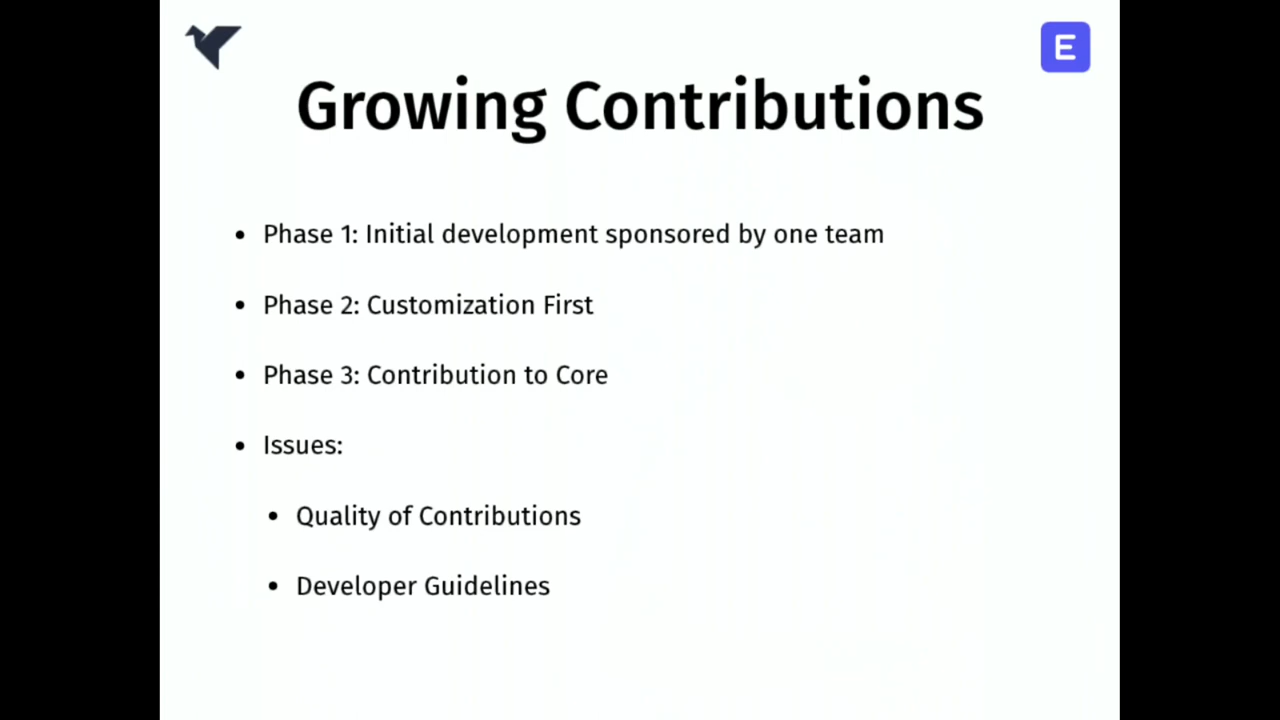 E
Growing Contributions
• Phase 1: Initial development sponsored by one team
• Phase 2: Customization First
• Phase 3: Contribution to Core
• Issues:
• Quality of Contributions
• Developer Guidelines